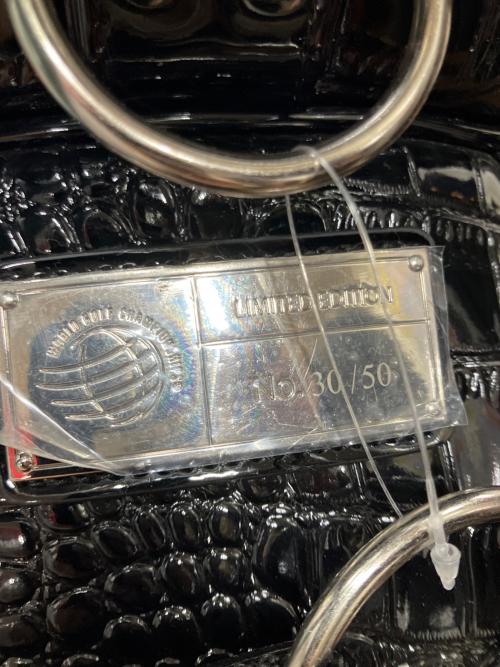 WORLD GOLF CHAMPIONSHIPS
LIMITED EDITION
No.30/50